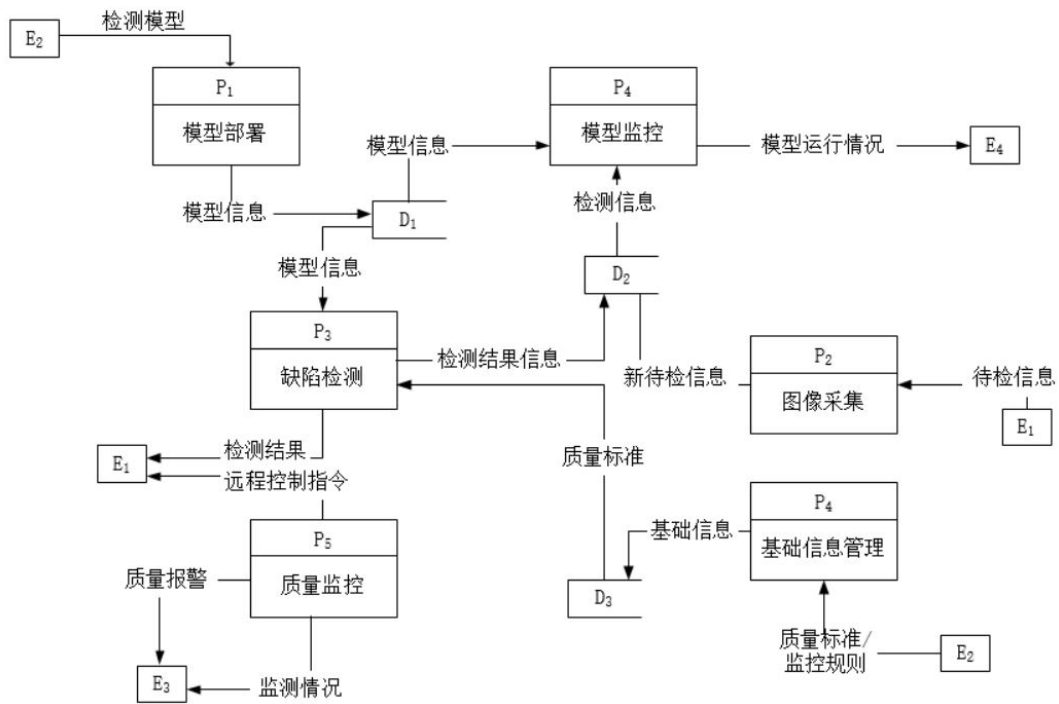 检测模型
E₂
P₁
模型部署
P₄
模型监控
模型信息
模型运行情况
E₄
模型信息
D₁
检测信息
模型信息
D₂
P₃
缺陷检测
检测结果信息
P₂
图像采集
新待检信息
待检信息
E₁
检测结果
E₁
远程控制指令
质量标准
P₄
基础信息管理
基础信息
P₅
质量监控
质量报警
D₃
质量标准/
监控规则
E₂
E₃
监测情况